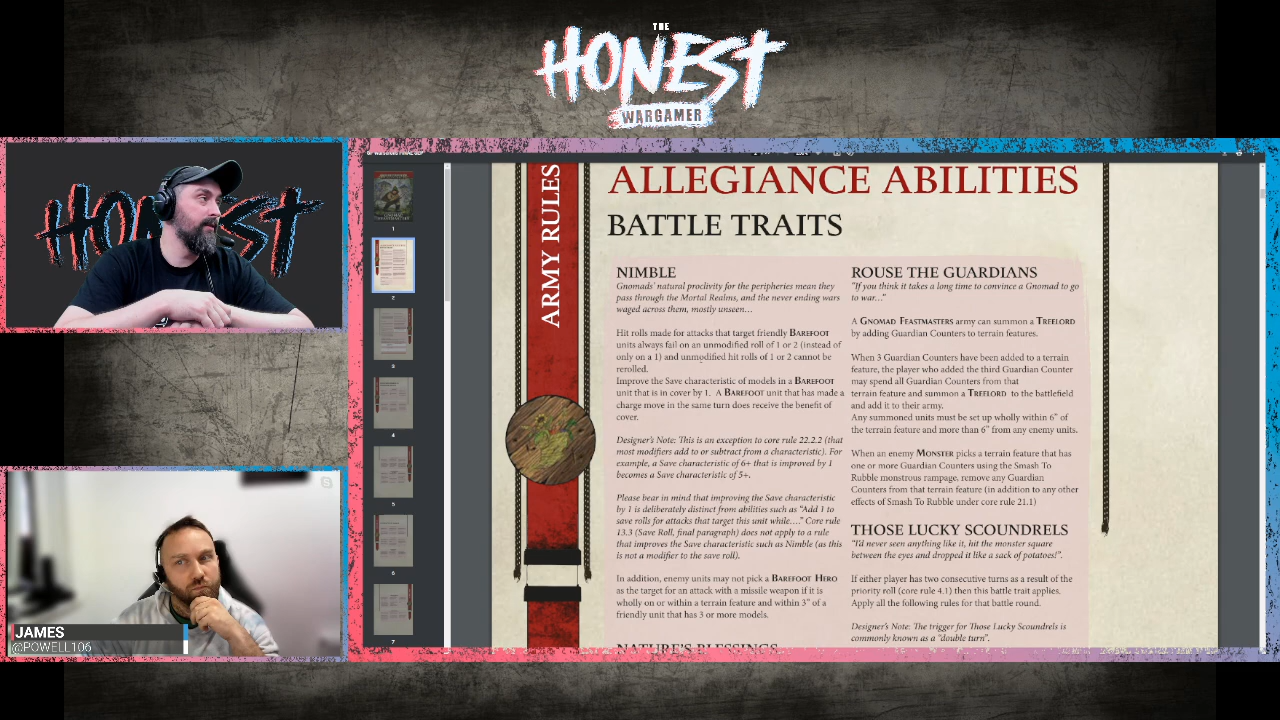 THE
HONEST
WARGAMER
HONEST
JAMES
@POWELL106
1
2
3
4
5
6
7
ARMY RULES
ALLEGIANCE ABILITIES
BATTLE TRAITS
NIMBLE
Gnomads' natural proclivity for the peripheries mean they
pass through the Mortal Realms, and the never ending wars
waged across them, mostly unseen…
Hit rolls made for attacks that target friendly BAREFOOT
units always fail on an unmodified roll of 1 or 2 (instead of
only on a 1) and unmodified hit rolls of 1 or 2 cannot be
rerolled.
Improve the Save characteristic of models in a BAREFOOT
unit that is in cover by 1. A BAREFOOT unit that has made a
charge move in the same turn does receive the benefit of
cover.
Designer's Note: This is an exception to core rule 22.2.2 (that
most modifiers add to or subtract from a characteristic). For
example, a Save characteristic of 6+ that is improved by 1
becomes a Save characteristic of 5+.
Please bear in mind that improving the Save characteristic
by 1 is deliberately distinct from abilities such as "Add 1 to
save rolls for attacks that target this unit while…." Core rule
13.3 (Save Roll, final paragraph) does not apply to a rule
that improves the Save characteristic such as Nimble (as this
is not a modifier to the save roll).
In addition, enemy units may not pick a BAREFOOT HERO
as the target for an attack with a missile weapon if it is
wholly on or within a terrain feature and within 3" of a
friendly unit that has 3 or more models.
NATURE'S BLESSINGS
ROUSE THE GUARDIANS
"If you think it takes a long time to convince a Gnomad to go
to war…"
A GNOMAD FEASTMASTERS army can summon a TREELORD
by adding Guardian Counters to terrain features.
When 3 Guardian Counters have been added to a terrain
feature, the player who added the third Guardian Counter
may spend all Guardian Counters from that
terrain feature and summon a TREELORD to the battlefield
and add it to their army.
Any summoned units must be set up wholly within 6" of
the terrain feature and more than 6" from any enemy units.
When an enemy MONSTER picks a terrain feature that has
one or more Guardian Counters using the Smash To
Rubble monstrous rampage, remove any Guardian
Counters from that terrain feature (in addition to any other
effects of Smash To Rubble under core rule 21.1)
THOSE LUCKY SCOUNDRELS
"I'd never seen anything like it, hit the monster square
between the eyes and dropped it like a sack of potatoes!".
If either player has two consecutive turns as a result of the
priority roll (core rule 4.1) then this battle trait applies.
Apply all the following rules for that battle round.
Designer's Note: The trigger for Those Lucky Scoundrels is
commonly known as a "double turn".